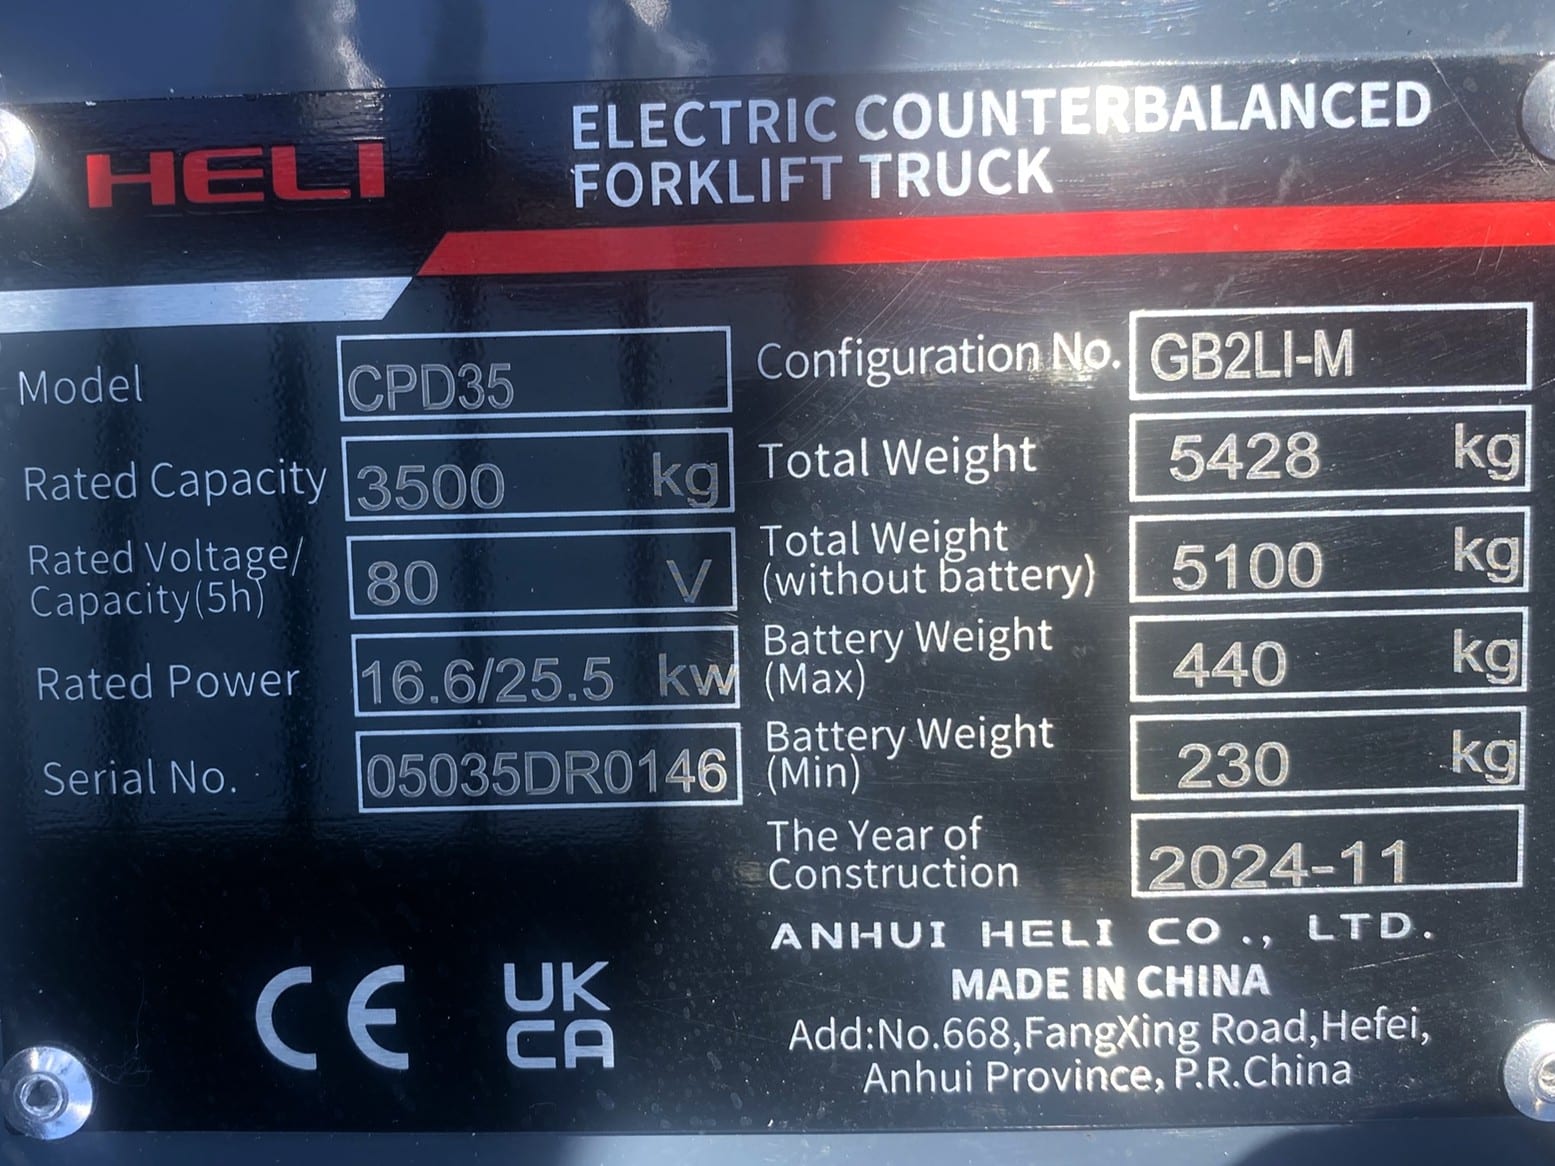 HELI
ELECTRIC COUNTERBALANCED
FORKLIFT TRUCK
Model CPD35
Rated Capacity 3500 kg
Rated Voltage/
Capacity(5h) 80 V
Rated Power 16.6/25.5 kw
Serial No. 05035DR0146
Configuration No. GB2LI-M
Total Weight 5428 kg
Total Weight
(without battery) 5100 kg
Battery Weight
(Max) 440 kg
Battery Weight
(Min) 230 kg
The Year of
Construction 2024-11
CE
UK
CA
ANHUI HELI CO., LTD.
MADE IN CHINA
Add:No.668,FangXing Road,Hefei,
Anhui Province, P.R.China